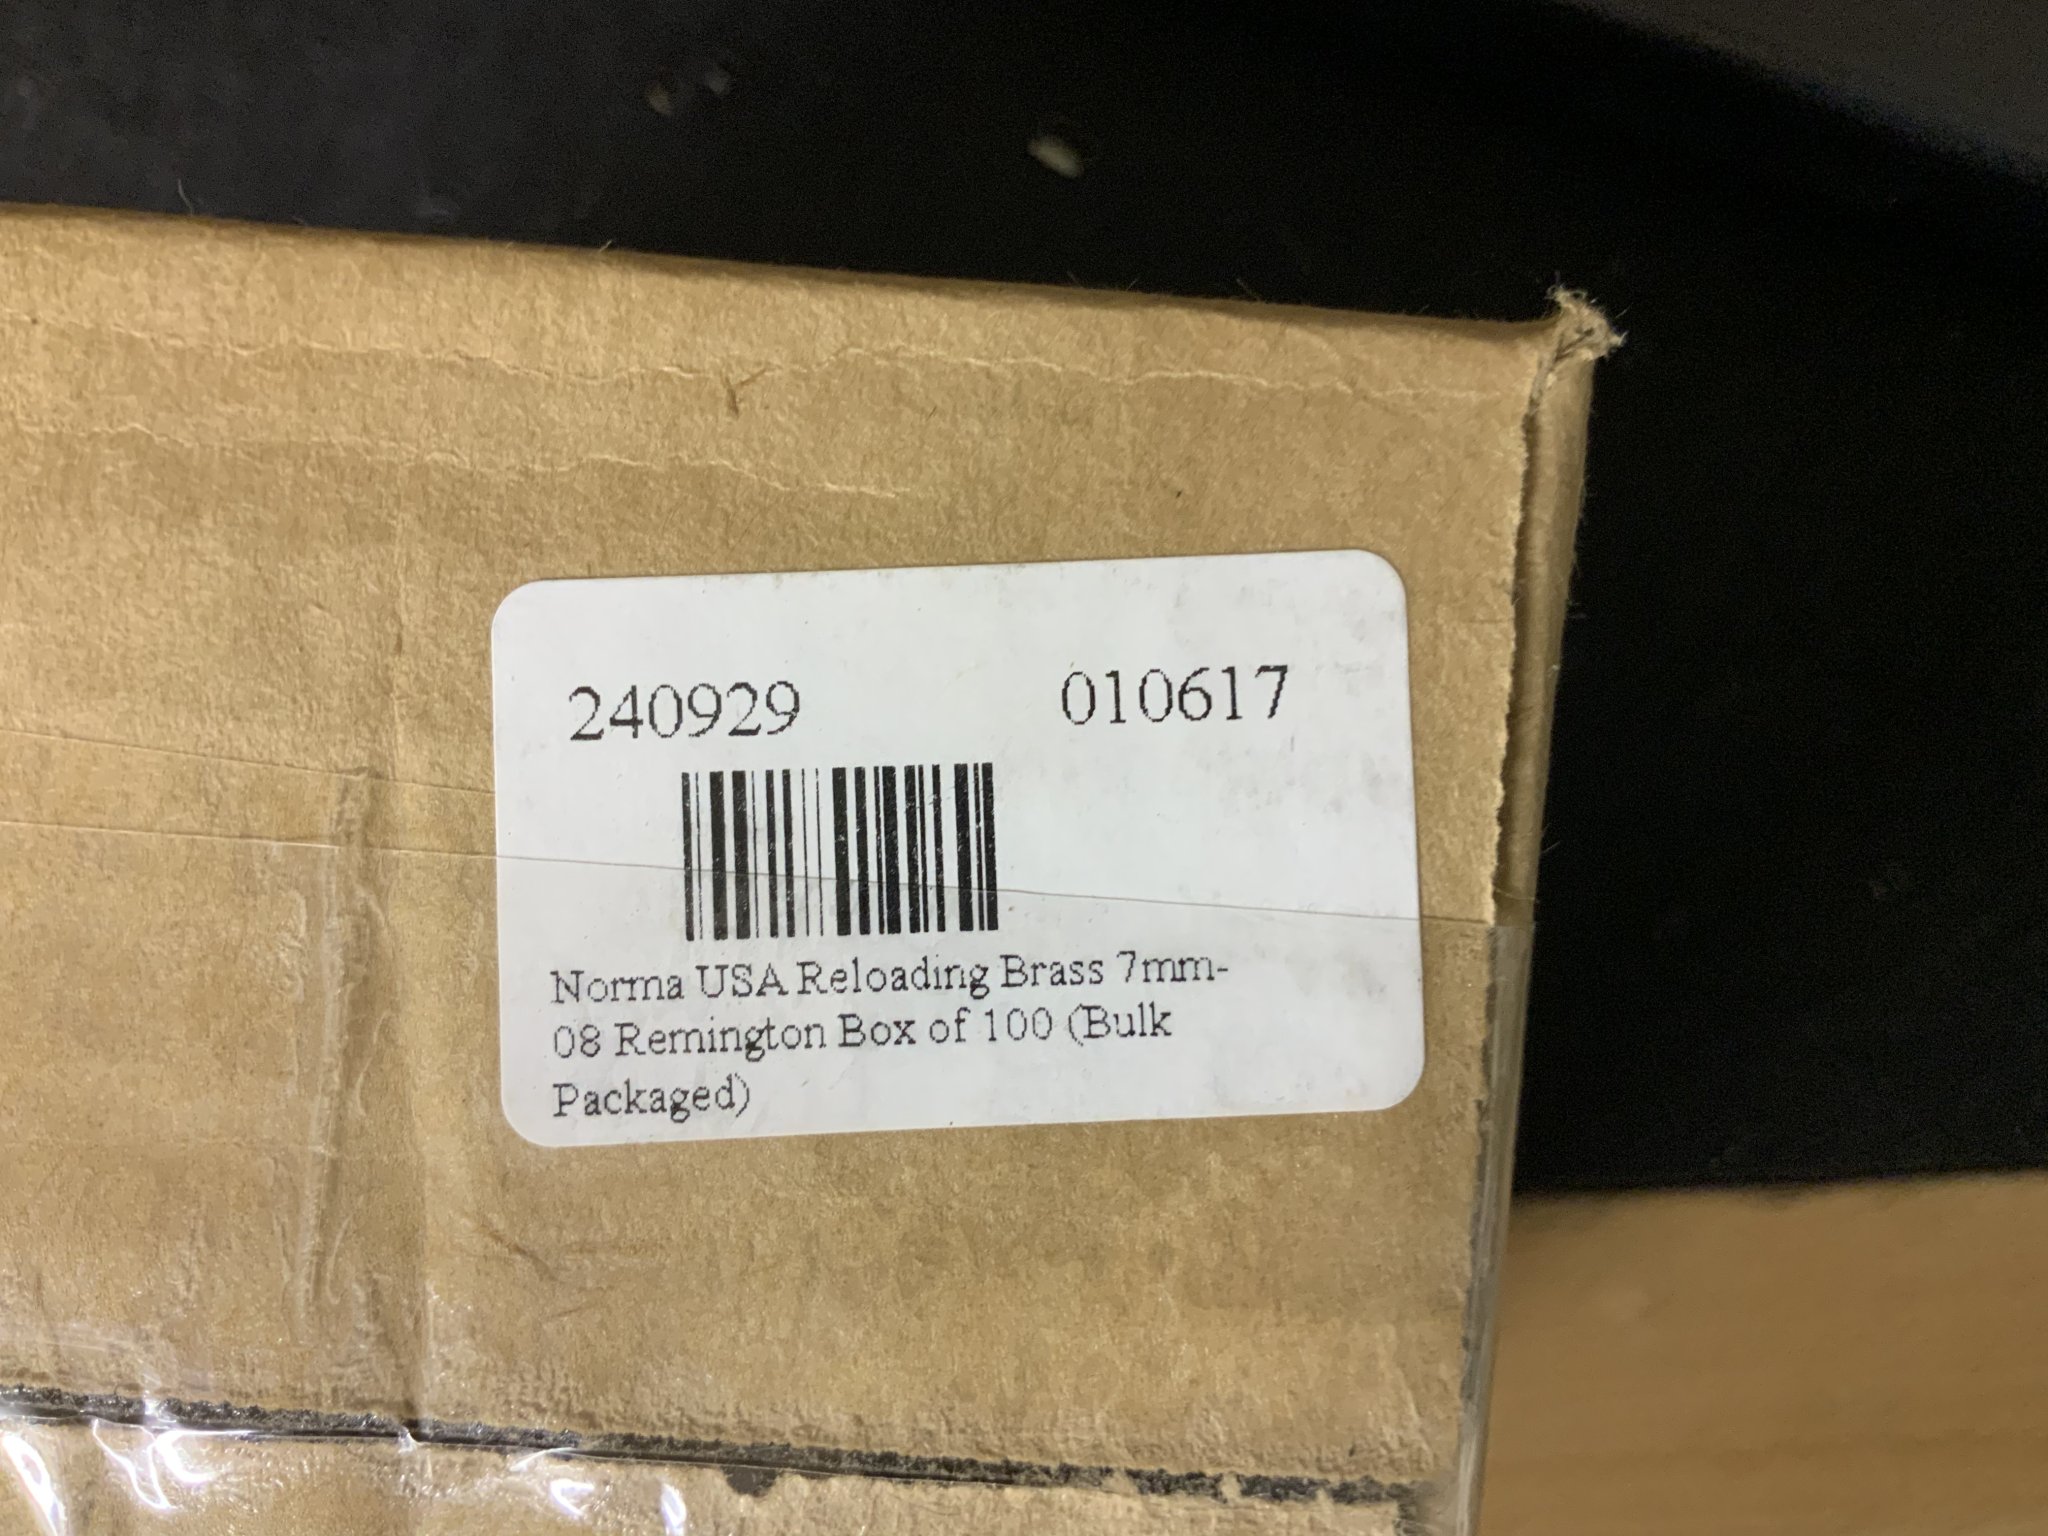 240929 010617
Norma USA Reloading Brass 7mm-
08 Remington Box of 100 (Bulk
Packaged)